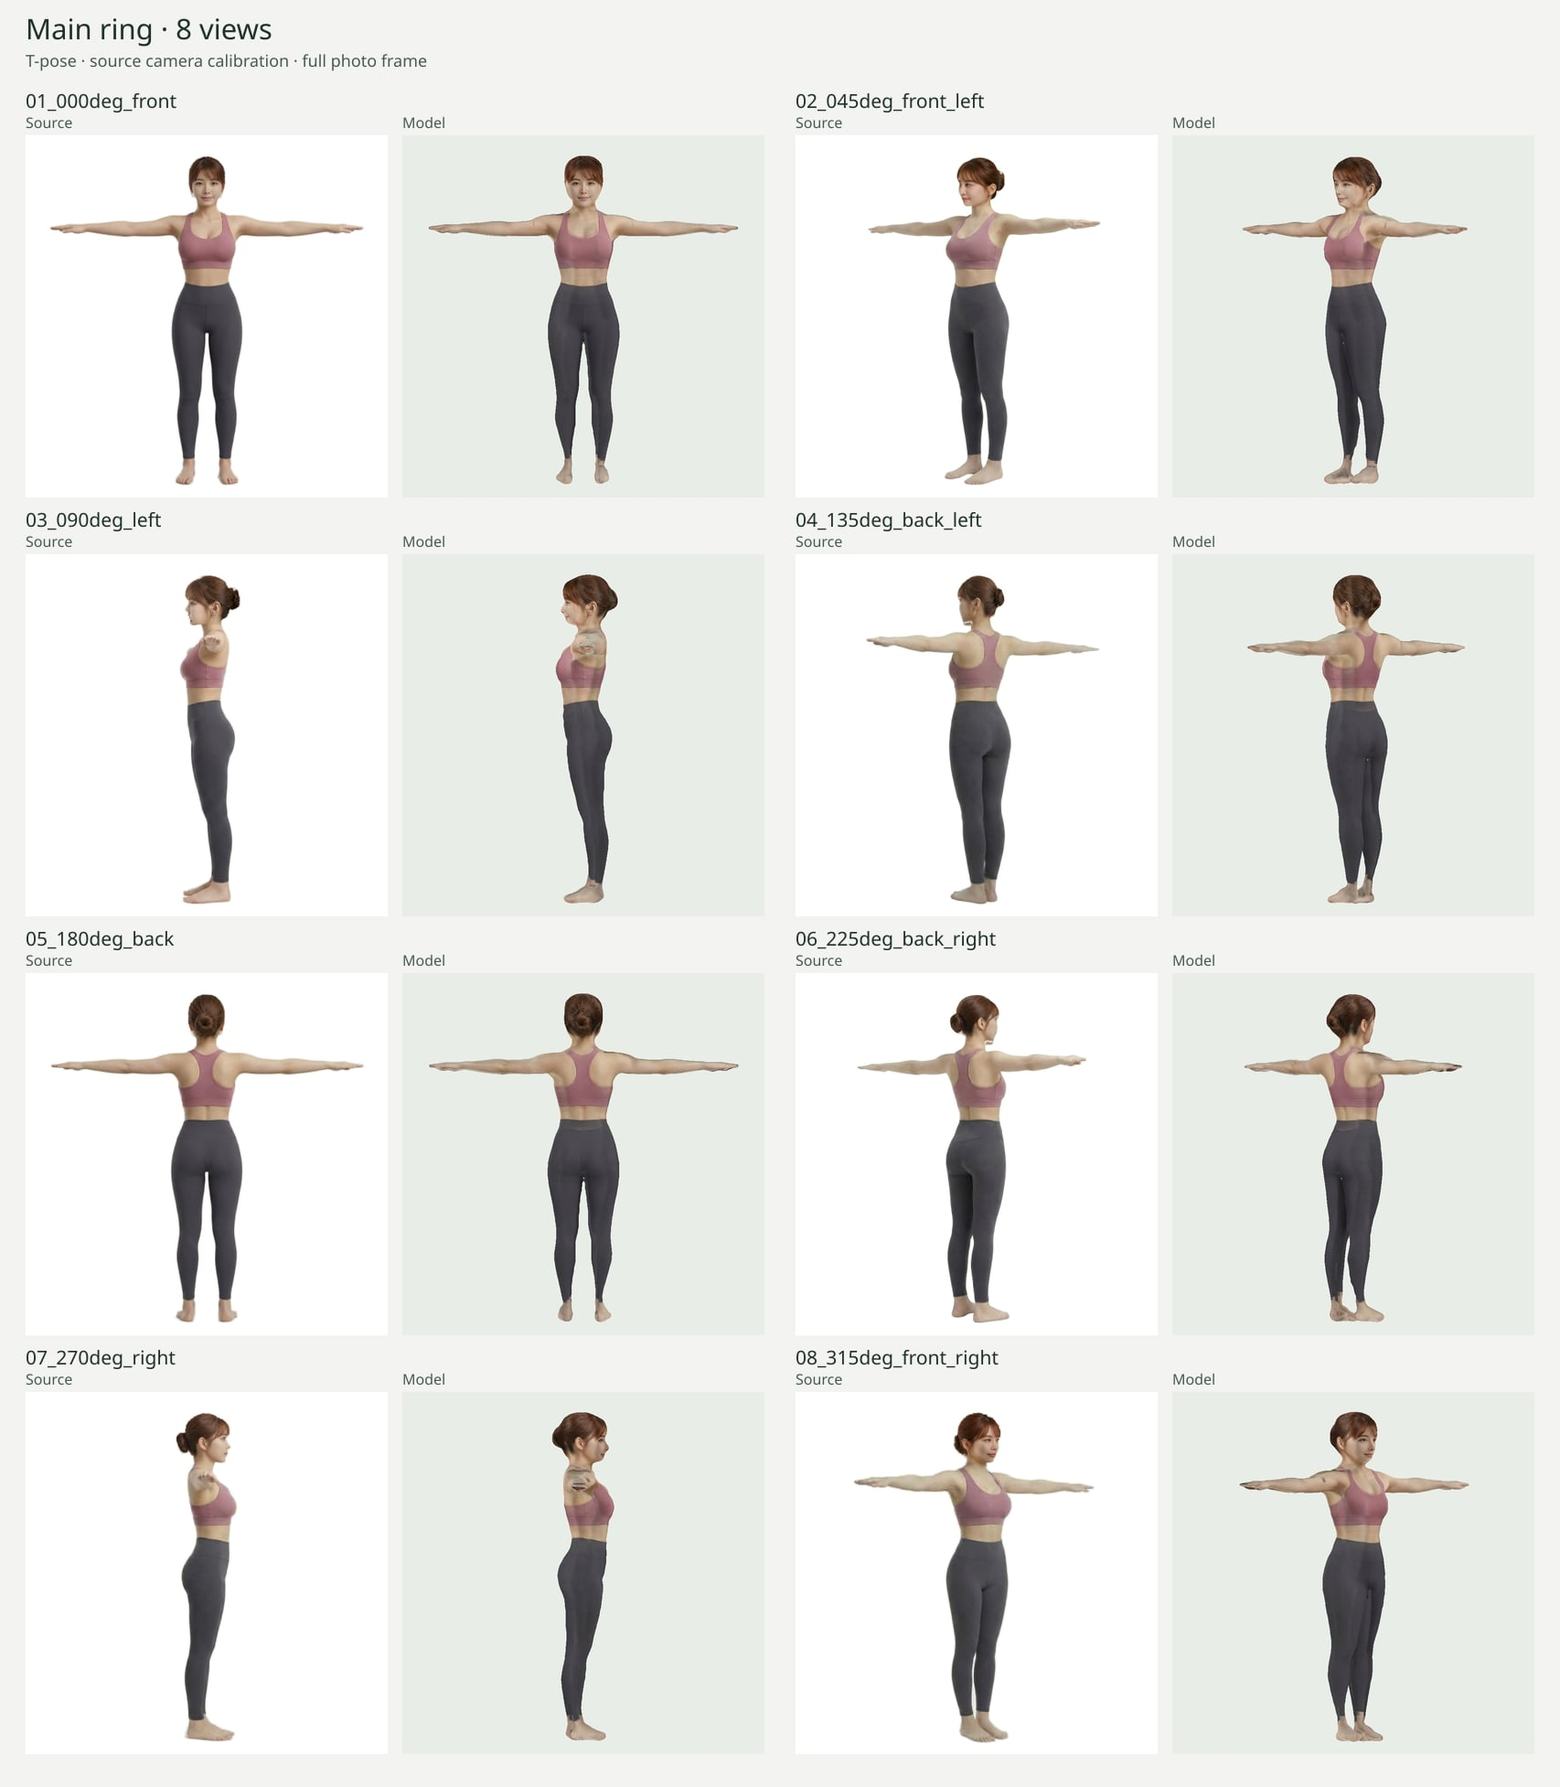 Main ring · 8 views
T-pose · source camera calibration · full photo frame
01_000deg_front
Source
Model
02_045deg_front_left
Source
Model
03_090deg_left
Source
Model
04_135deg_back_left
Source
Model
05_180deg_back
Source
Model
06_225deg_back_right
Source
Model
07_270deg_right
Source
Model
08_315deg_front_right
Source
Model